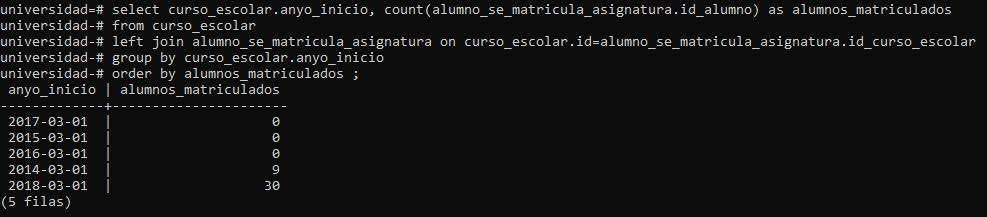 universidad=# select curso_escolar.anyo_inicio, count(alumno_se_matricula_asignatura.id_alumno) as alumnos_matriculados
universidad-# from curso_escolar
universidad-# left join alumno_se_matricula_asignatura on curso_escolar.id=alumno_se_matricula_asignatura.id_curso_escolar
universidad-# group by curso_escolar.anyo_inicio
universidad-# order by alumnos_matriculados ;
 anyo_inicio | alumnos_matriculados
-------------+----------------------
 2017-03-01  |                    0
 2015-03-01  |                    0
 2016-03-01  |                    0
 2014-03-01  |                    9
 2018-03-01  |                   30
(5 filas)